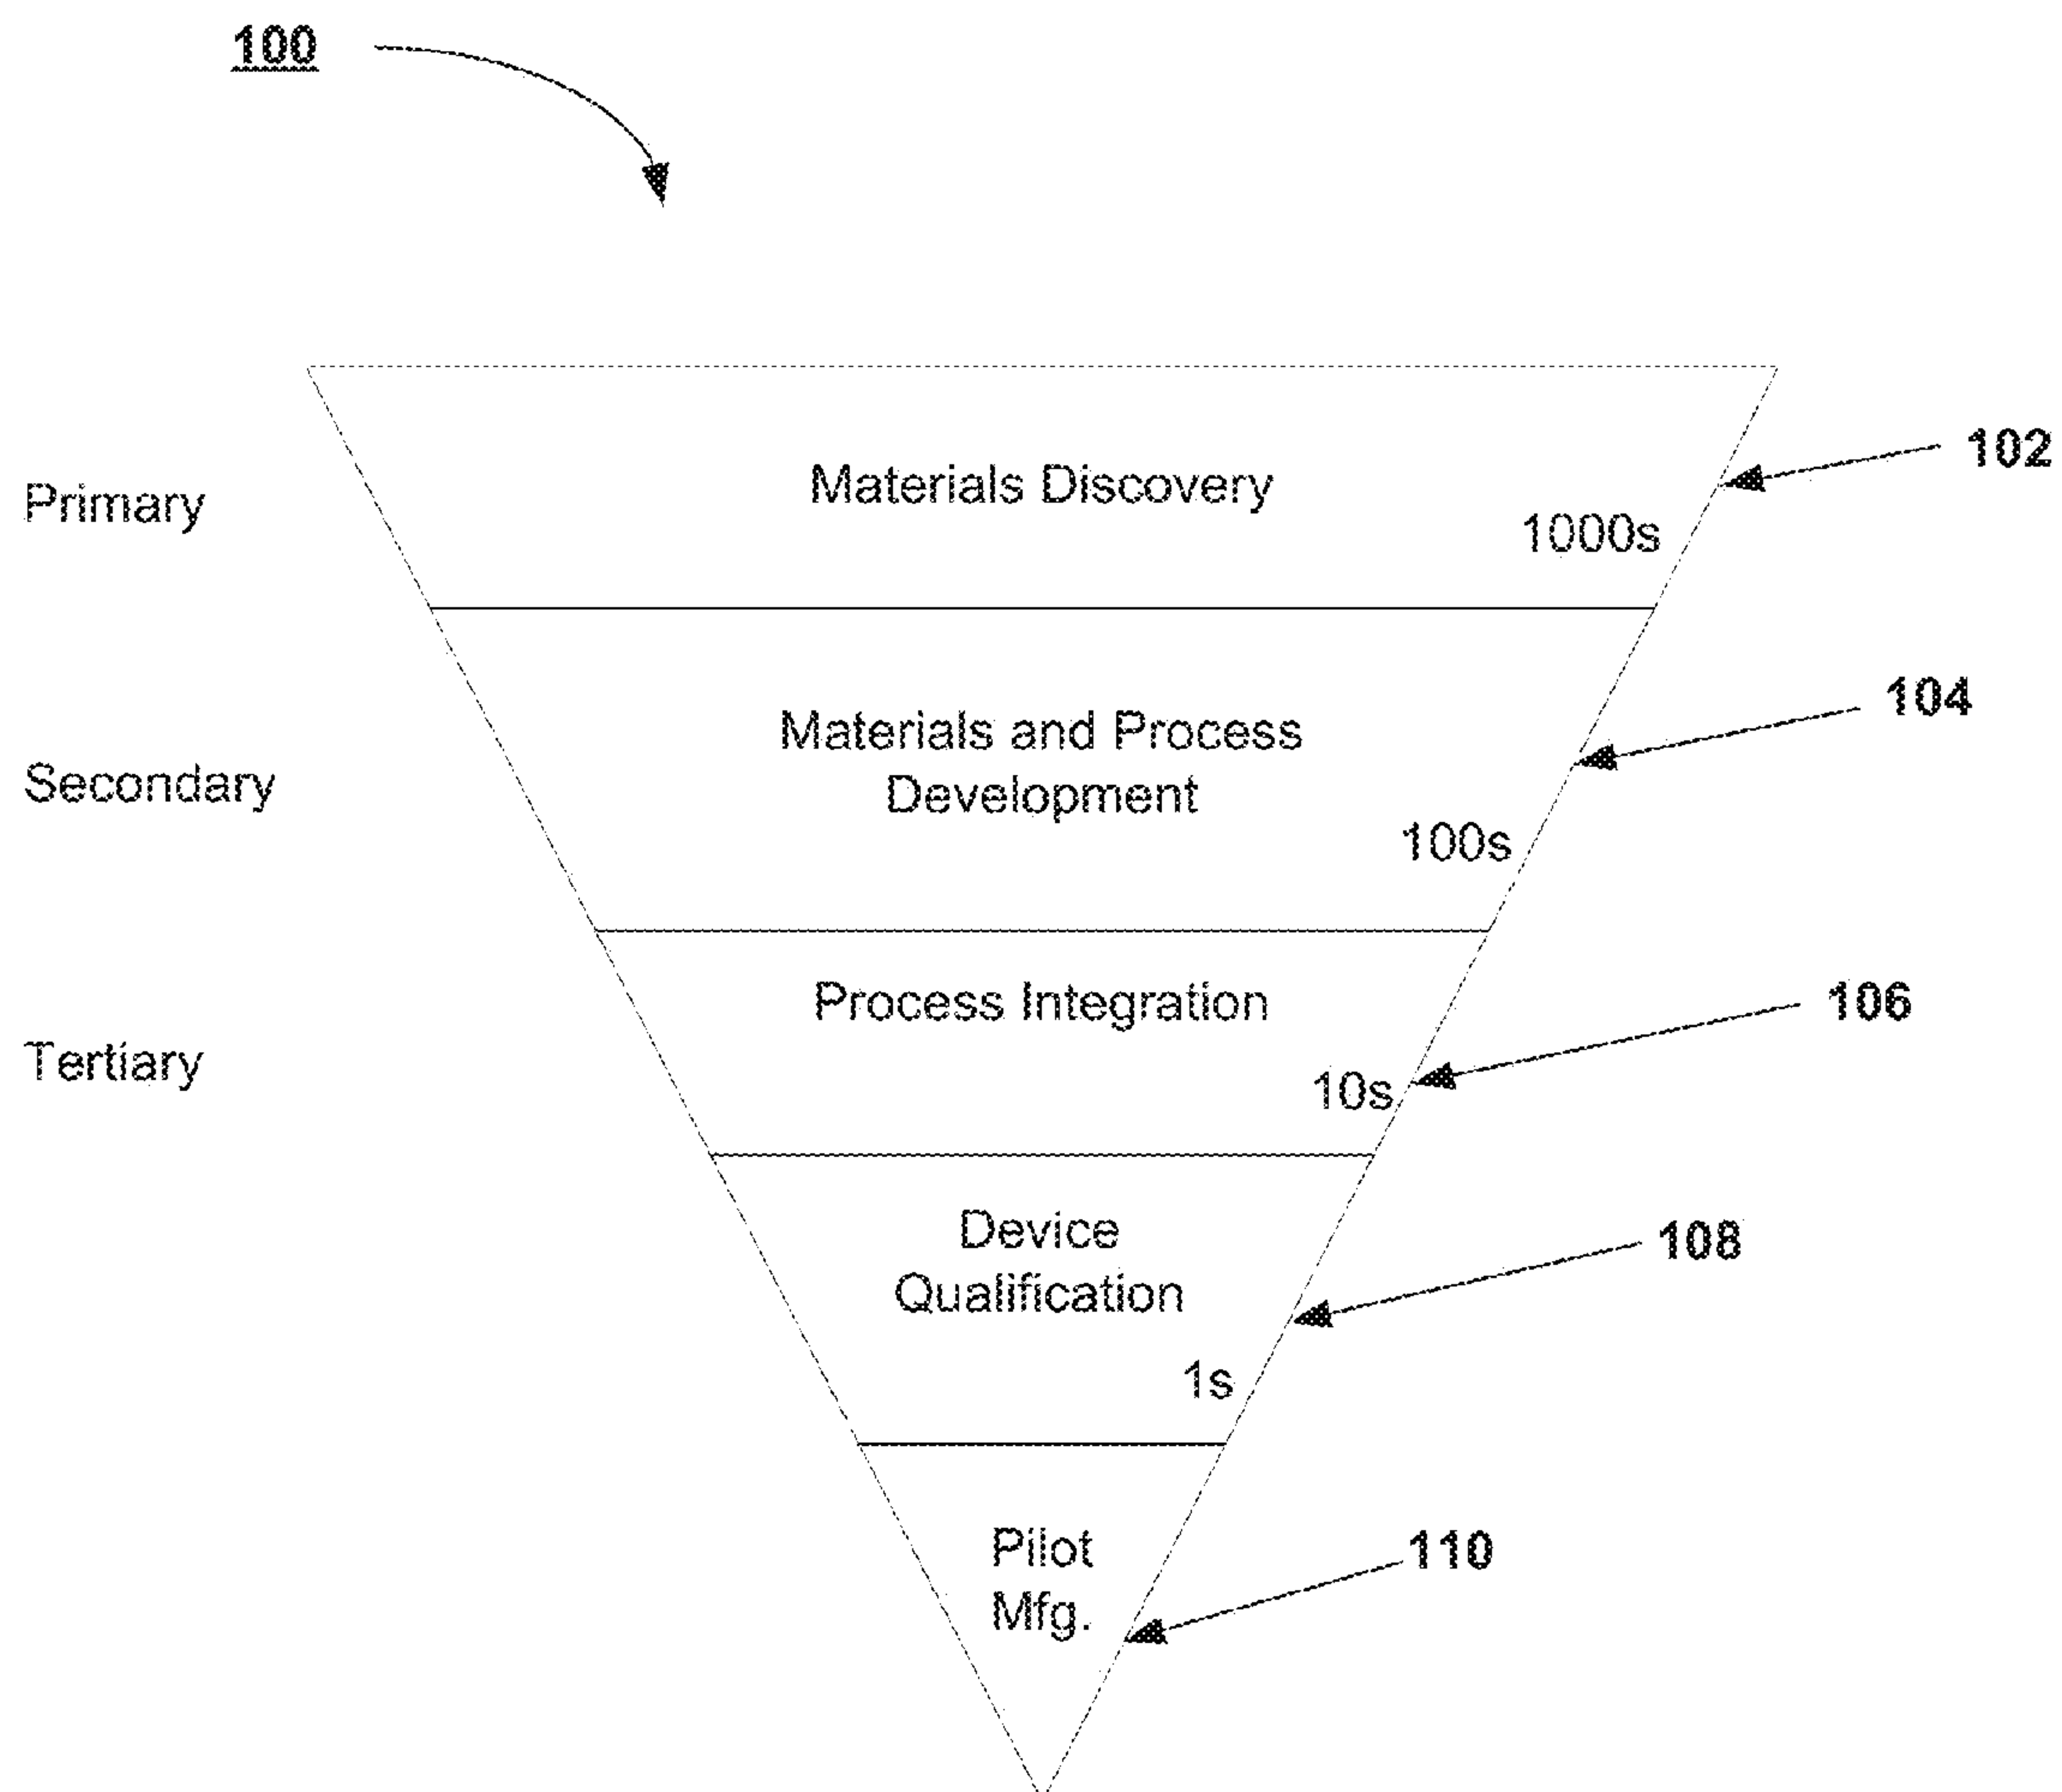 100
102
Primary
Materials Discovery
1000s
104
Secondary
Materials and Process
Development
100s
106
Tertiary
Process Integration
10s
108
Device
Qualification
1s
110
Pilot
Mfg.